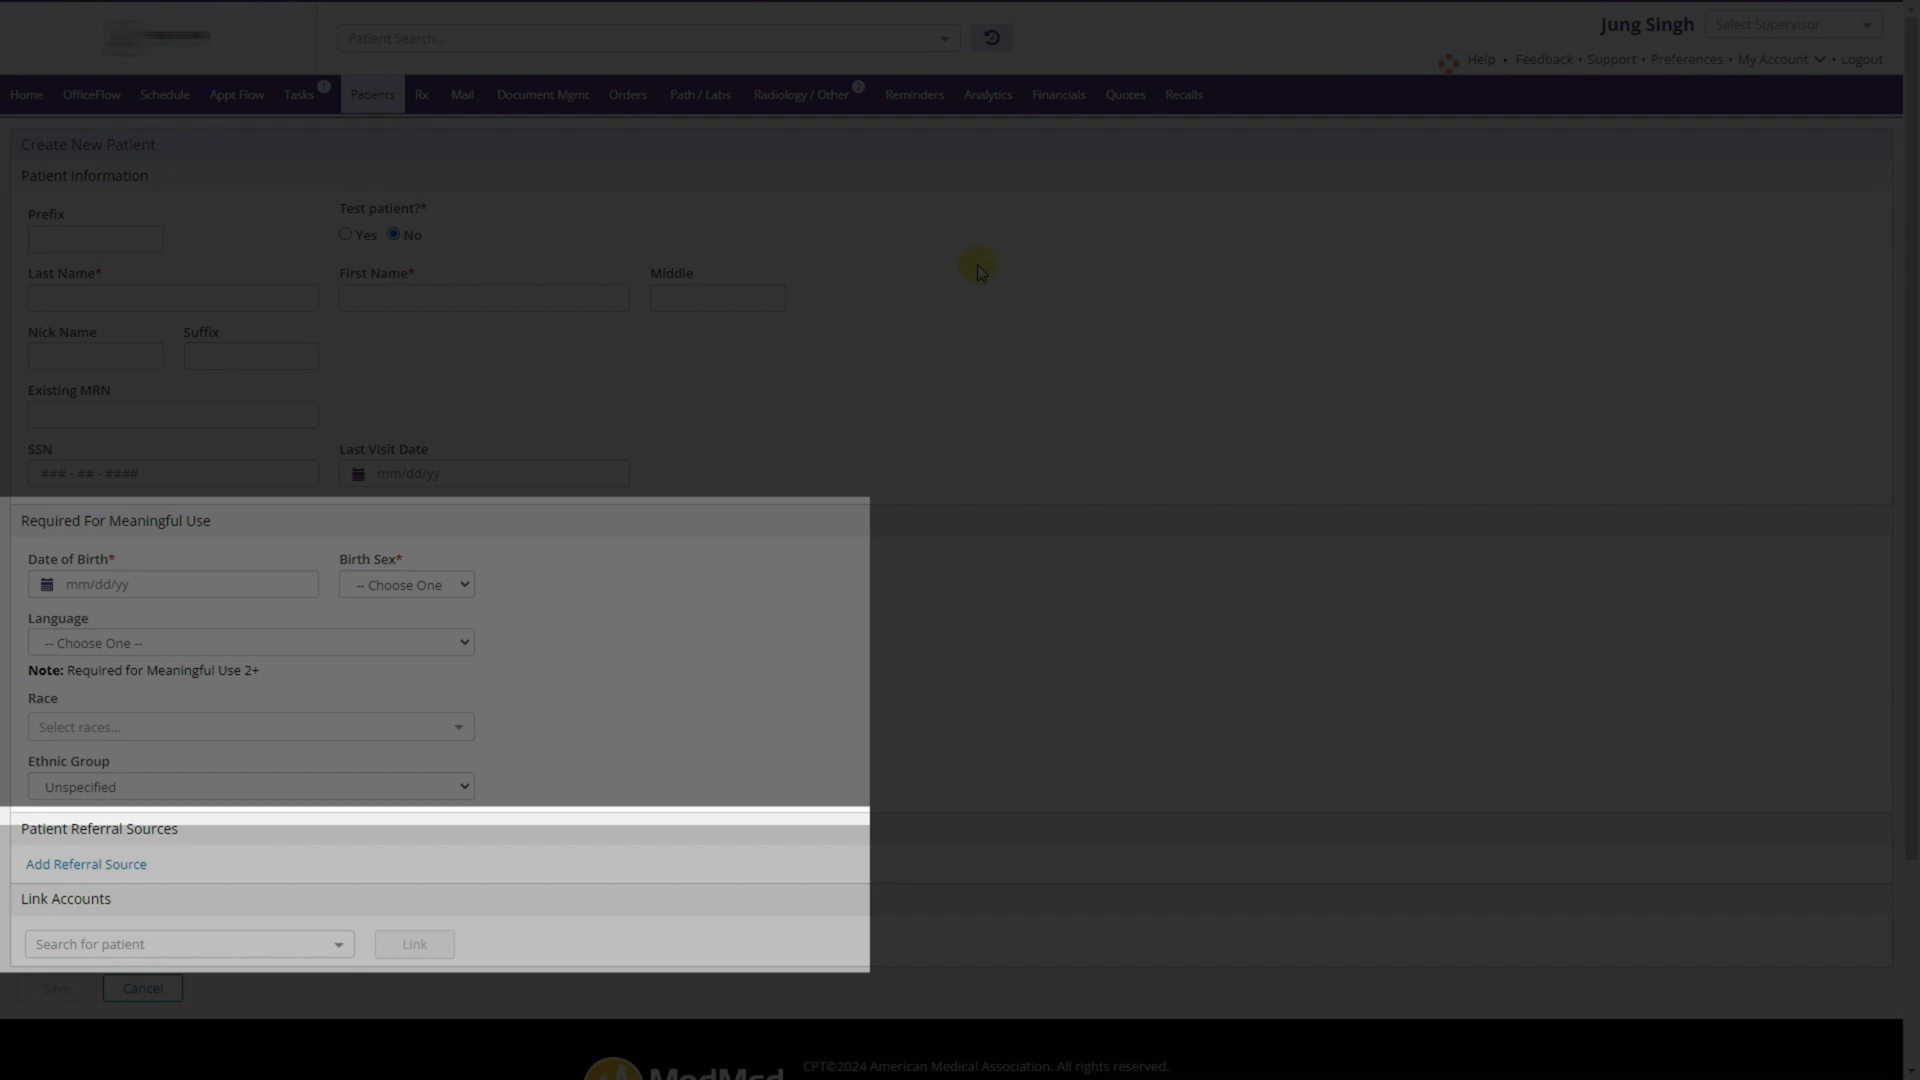 Patient Search...
Jung Singh
Select Supervisor
Help • Feedback • Support • Preferences • My Account • Logout
Home OfficeFlow Schedule Appt Flow Tasks 1 Patients Rx Mail Document Mgmt Orders Path / Labs Radiology / Other 2 Reminders Analytics Financials Quotes Recalls
Create New Patient
Patient Information
Prefix
Test patient?*
Yes No
Last Name* First Name* Middle
Nick Name Suffix
Existing MRN
SSN Last Visit Date
### - ## - #### mm/dd/yy
Required For Meaningful Use
Date of Birth* Birth Sex*
mm/dd/yy -- Choose One
Language
-- Choose One --
Note: Required for Meaningful Use 2+
Race
Select races...
Ethnic Group
Unspecified
Patient Referral Sources
Add Referral Source
Link Accounts
Search for patient Link
Save Cancel
CPT©2024 American Medical Association. All rights reserved.